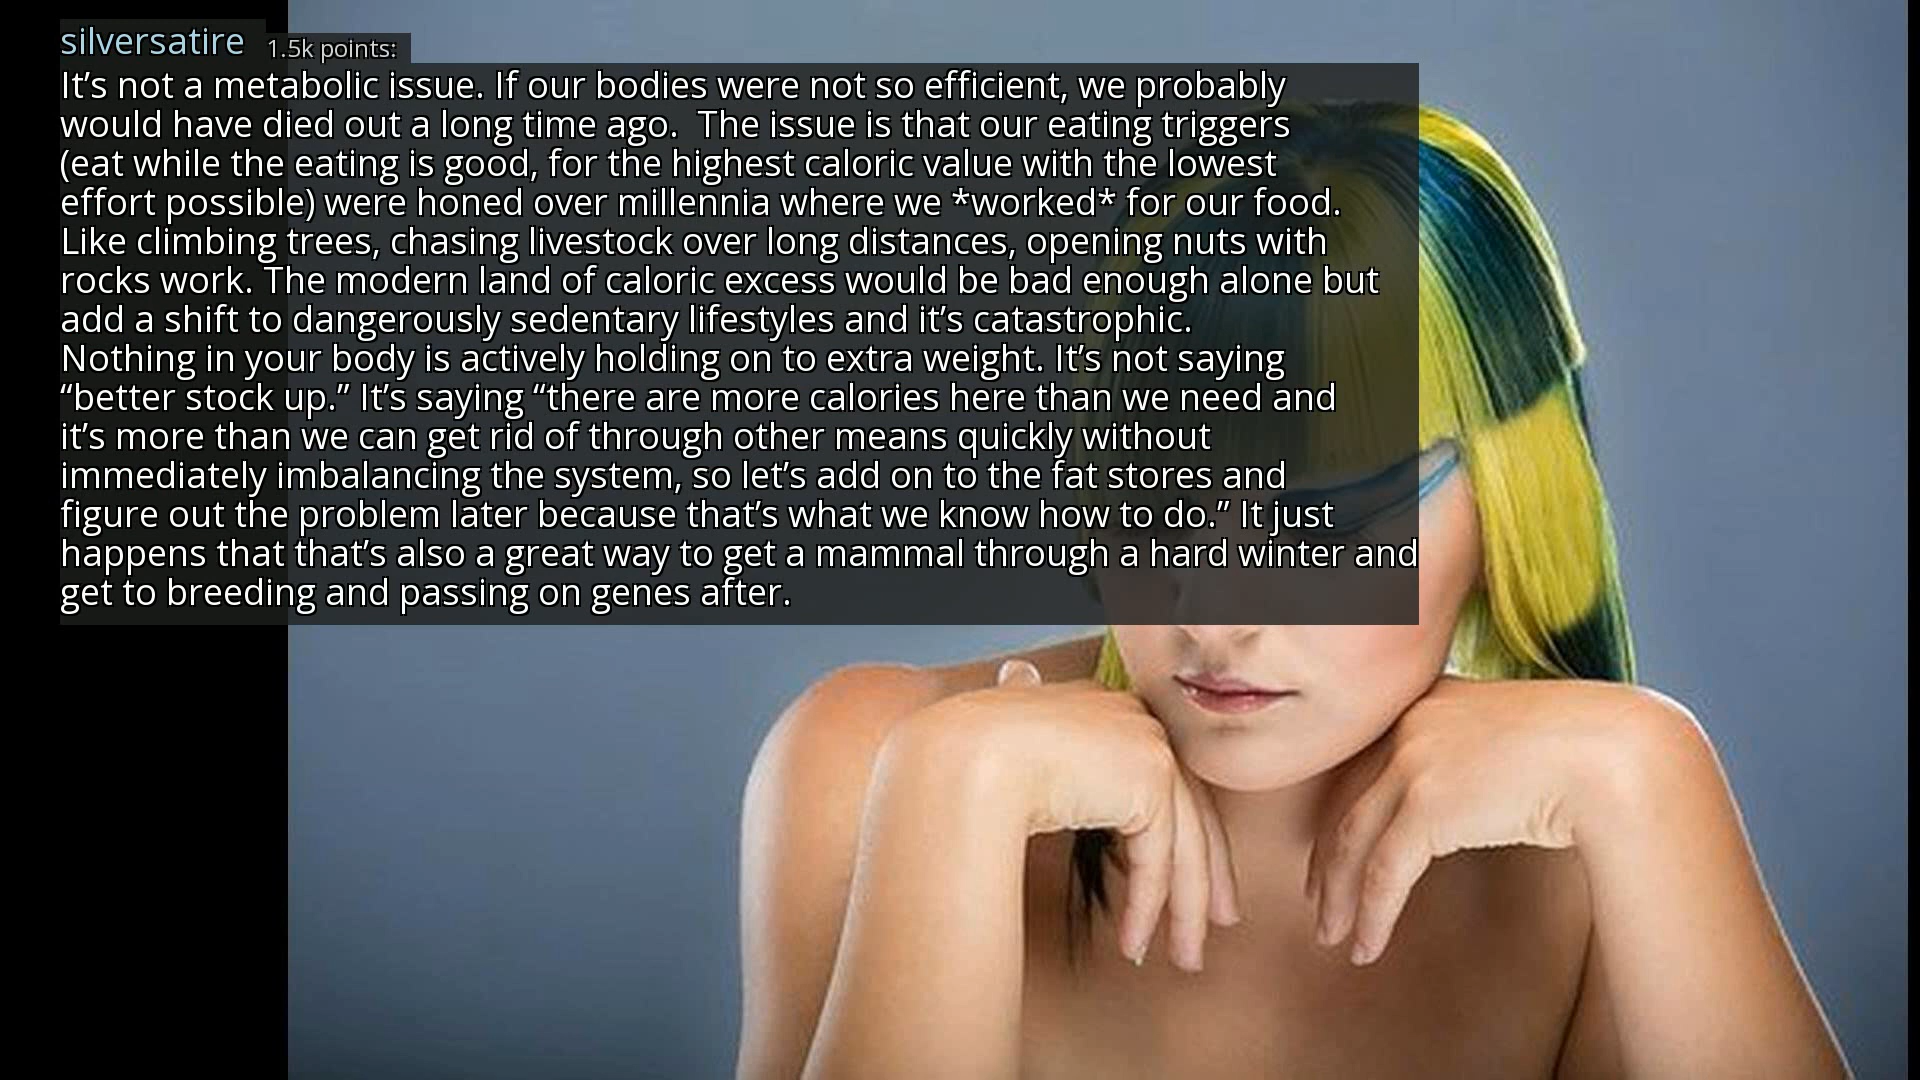 silversatire 1.5k points:
It’s not a metabolic issue. If our bodies were not so efficient, we probably
would have died out a long time ago.  The issue is that our eating triggers
(eat while the eating is good, for the highest caloric value with the lowest
effort possible) were honed over millennia where we *worked* for our food.
Like climbing trees, chasing livestock over long distances, opening nuts with
rocks work. The modern land of caloric excess would be bad enough alone but
add a shift to dangerously sedentary lifestyles and it’s catastrophic.
Nothing in your body is actively holding on to extra weight. It’s not saying
“better stock up.” It’s saying “there are more calories here than we need and
it’s more than we can get rid of through other means quickly without
immediately imbalancing the system, so let’s add on to the fat stores and
figure out the problem later because that’s what we know how to do.” It just
happens that that’s also a great way to get a mammal through a hard winter and
get to breeding and passing on genes after.